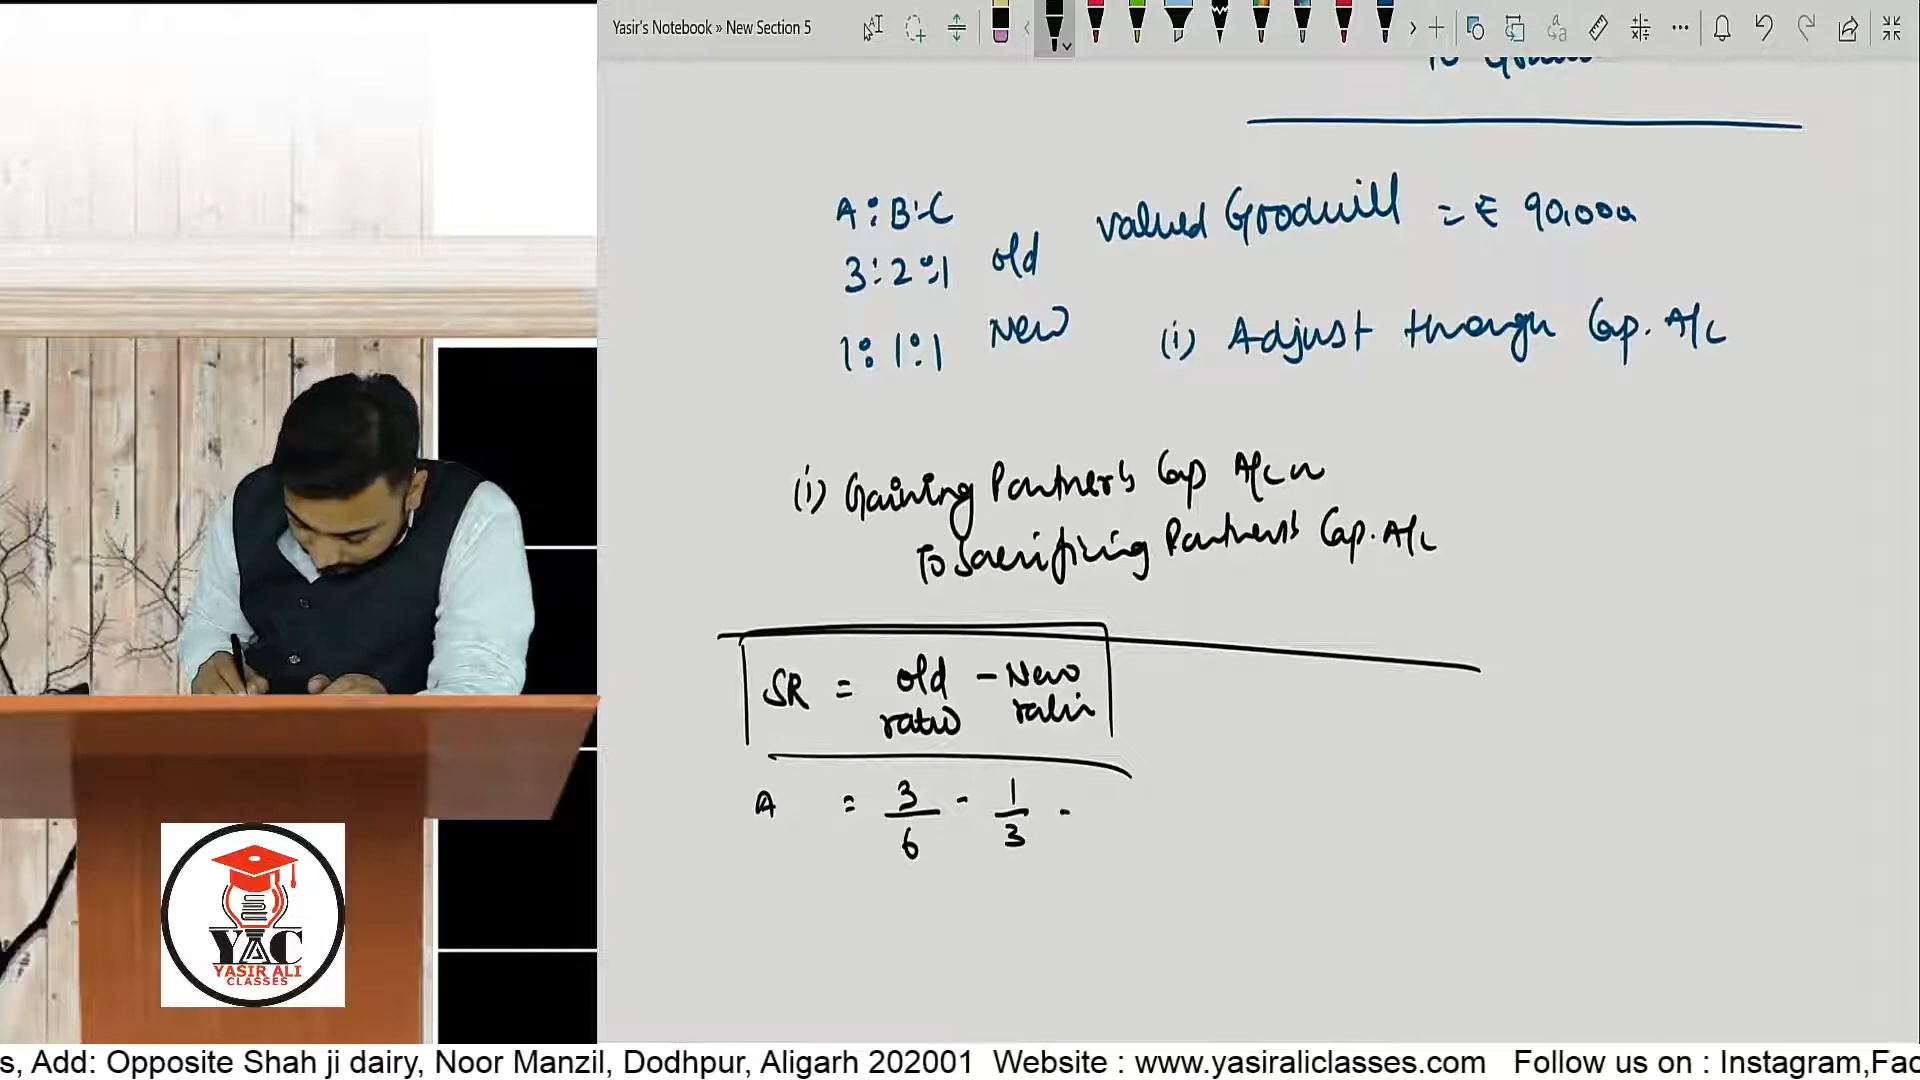 Yasir's Notebook » New Section 5
A:B:C
3:2:1 old
1:1:1 New
valued Goodwill = ₹ 90,000
(i) Adjust through Cap. A/c
(i) Gaining Partner's Cap A/c
To Sacrificing Partner's Cap. A/c
SR = old ratio - New ratio
A = 3/6 - 1/3 -
YAC
YASIR ALI
CLASSES
s, Add: Opposite Shah ji dairy, Noor Manzil, Dodhpur, Aligarh 202001 Website : www.yasiraliclasses.com Follow us on : Instagram,Fac